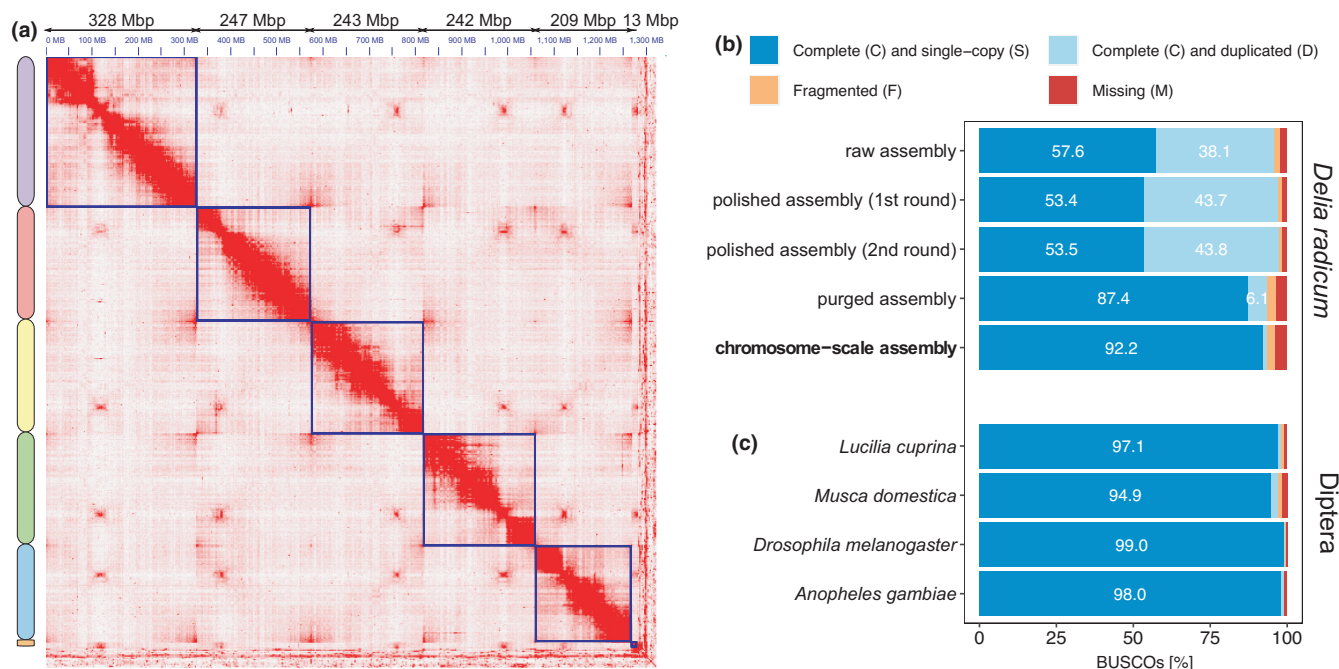 (a)
328 Mbp 247 Mbp 243 Mbp 242 Mbp 209 Mbp 13 Mbp
0 MB 100 MB 200 MB 300 MB 400 MB 500 MB 600 MB 700 MB 800 MB 900 MB 1,000 MB 1,100 MB 1,200 MB 1,300 MB
(b)
Complete (C) and single−copy (S) Complete (C) and duplicated (D)
Fragmented (F) Missing (M)
raw assembly 57.6 38.1
polished assembly (1st round) 53.4 43.7
polished assembly (2nd round) 53.5 43.8
purged assembly 87.4 6.1
chromosome−scale assembly 92.2
Delia radicum
(c)
Lucilia cuprina 97.1
Musca domestica 94.9
Drosophila melanogaster 99.0
Anopheles gambiae 98.0
Diptera
0 25 50 75 100
BUSCOs [%]